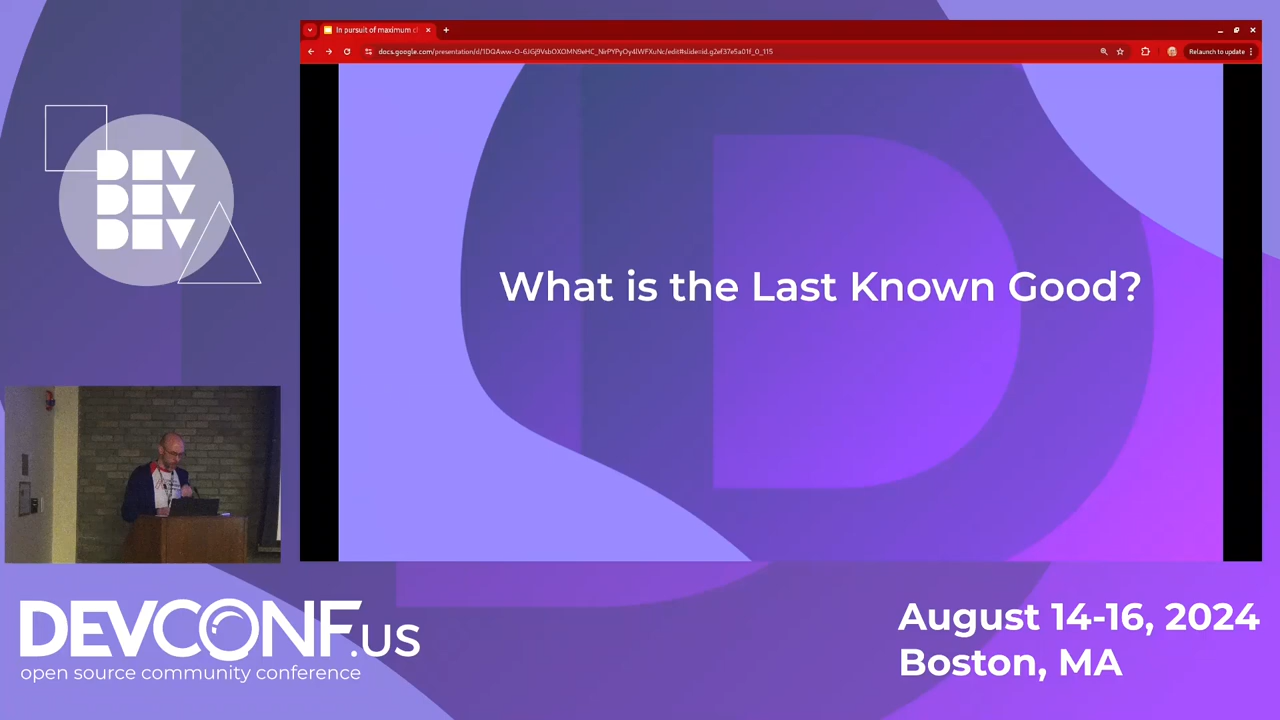 In pursuit of maximum cl
docs.google.com/presentation/d/1DQAww-O-6JGj9VsbOXOMN9eHC_NirPYPyOy4lWFXuNc/edit#slide=id.g2ef37e5a01f_0_115
Relaunch to update
DEV
DEV
DEV
What is the Last Known Good?
DEVCONF.US
open source community conference
August 14-16, 2024
Boston, MA